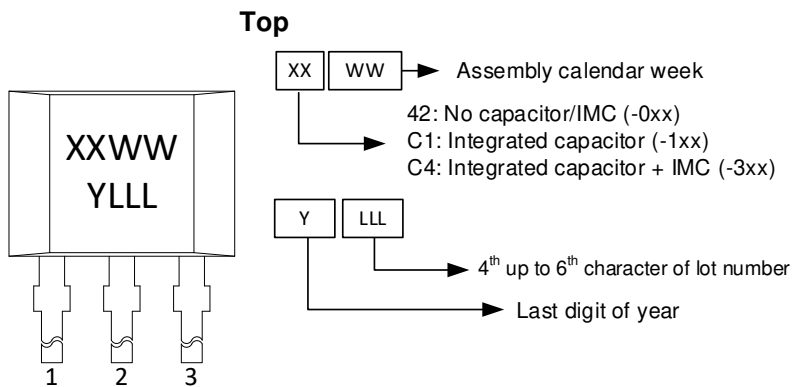 Top
XX WW
Assembly calendar week
42: No capacitor/IMC (-0xx)
C1: Integrated capacitor (-1xx)
C4: Integrated capacitor + IMC (-3xx)
XXWW
YLLL
Y LLL
4th up to 6th character of lot number
Last digit of year
1 2 3